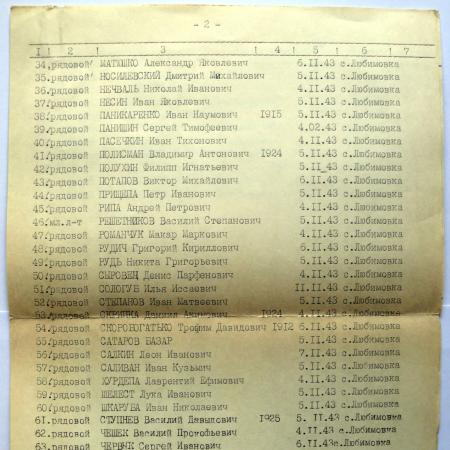 - 2 -
1 ! 2 ! 3 ! 4 ! 5 ! 6 ! 7
34. рядовой МАТЮШКО Александр Яковлевич 6.II.43 с.Любимовка
35. рядовой НОСИЛЕВСКИЙ Дмитрий Михайлович 5.II.43 с.Любимовка
36. рядовой НЕЧВАЛЬ Николай Иванович 4.II.43 с.Любимовка
37. рядовой НЕСИН Иван Яковлевич 5.II.43 с.Любимовка
38. рядовой ПАНИКАРЕНКО Иван Наумович 1915 5.II.43 с.Любимовка
39. рядовой ПАНИШИН Сергей Тимофеевич 4.02.43 с.Любимовка
40. рядовой ПАСЕЧКИН Иван Тихонович 4.II.43 с.Любимовка
41. рядовой ПОЛИСМАН Владимир Антонович 1924 5.II.43 с.Любимовка
42. рядовой ПОЛУХИН Филипп Игнатьевич 5.II.43 с.Любимовка
43. рядовой ПОТАПОВ Виктор Михайлович 6.II.43 с.Любимовка
44. рядовой ПРИЩЕПА Петр Иванович 5.II.43 с.Любимовка
45. рядовой РИПА Андрей Петрович 4.II.43 с.Любимовка
46. мл.л-т РЕШЕТНИКОВ Василий Степанович 5.II.43 с.Любимовка
47. рядовой РОМАНЧУК Макар Маркович 4.II.43 с.Любимовка
48. рядовой РУДИЧ Григорий Кириллович 6.II.43 с.Любимовка
49. рядовой РУДЬ Никита Григорьевич 5.II.43 с.Любимовка
50. рядовой СЫРОВЕЦ Денис Парфенович 4.II.43 с.Любимовка
51. рядовой СОЛОГУБ Илья Иссаевич II.II.43 с.Любимовка
52. рядовой СТЕПАНОВ Иван Матвеевич 5.II.43 с.Любимовка
53. рядовой СКРИПКА Даниил Акимович 1924 4.II.43 с.Любимовка
54. рядовой СКОРОБОГАТЬКО Трофим Давидович 1912 6.II.43 с.Любимовка
55. рядовой САТАРОВ БАЗАР 5.II.43 с.Любимовка
56. рядовой САЛКИН Леон Иванович 7.II.43 с.Любимовка
57. рядовой САЛИВАН Иван Кузьмич 5.II.43 с.Любимовка
58. рядовой ХУРДЕПА Лаврентий Ефимович 4.II.43 с.Любимовка
59. рядовой ШЕЛЕСТ Лука Иванович 5.II.43 с.Любимовка
60. рядовой ШКАРУБА Иван Николаевич 5.II.43 с.Любимовка
61. рядовой СТУПНЕВ Василий Давыдович 1925 5.II.43 с.Любимовка
62. рядовой ЧЕШЕК Василий Прокофьевич 4.II.43 с.Любимовка
63. рядовой Сергей Иванович 6.II.43 с.Любимовка